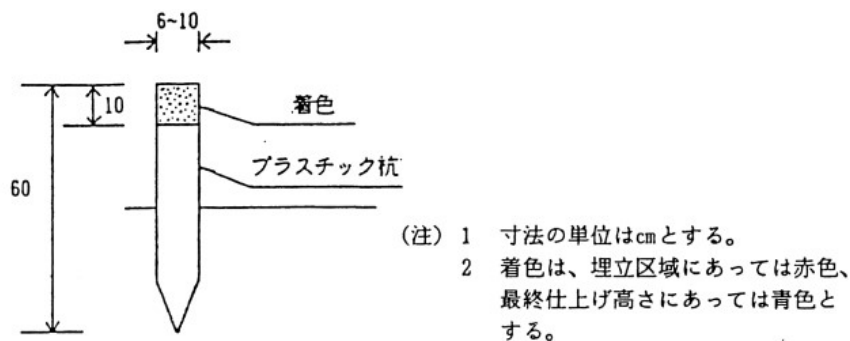 6~10
10
着色
プラスチック杭
60
(注) 1 寸法の単位は㎝とする。
2 着色は、埋立区域にあっては赤色、
最終仕上げ高さにあっては青色と
する。